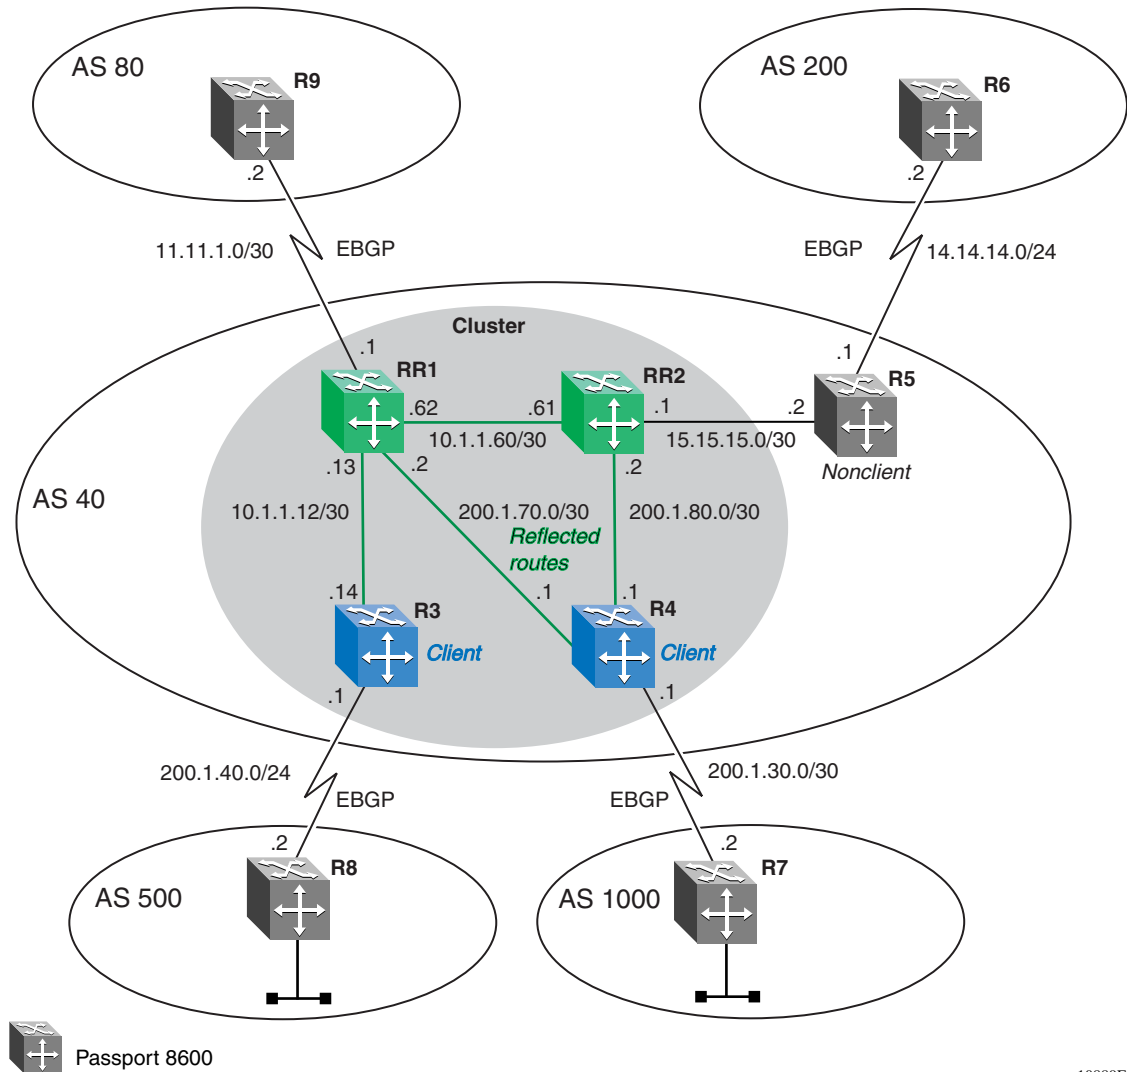 AS 80
R9
.2
AS 200
R6
.2
11.11.1.0/30
EBGP
EBGP
14.14.14.0/24
Cluster
.1
.1
RR1
RR2
R5
.62
.61
.1
.2
10.1.1.60/30
15.15.15.0/30
.13
.2
.2
Nonclient
AS 40
10.1.1.12/30
200.1.70.0/30
200.1.80.0/30
Reflected
routes
.14
.1
.1
R3
R4
Client
Client
.1
.1
200.1.40.0/24
200.1.30.0/30
EBGP
EBGP
.2
.2
R8
R7
AS 500
AS 1000
Passport 8600